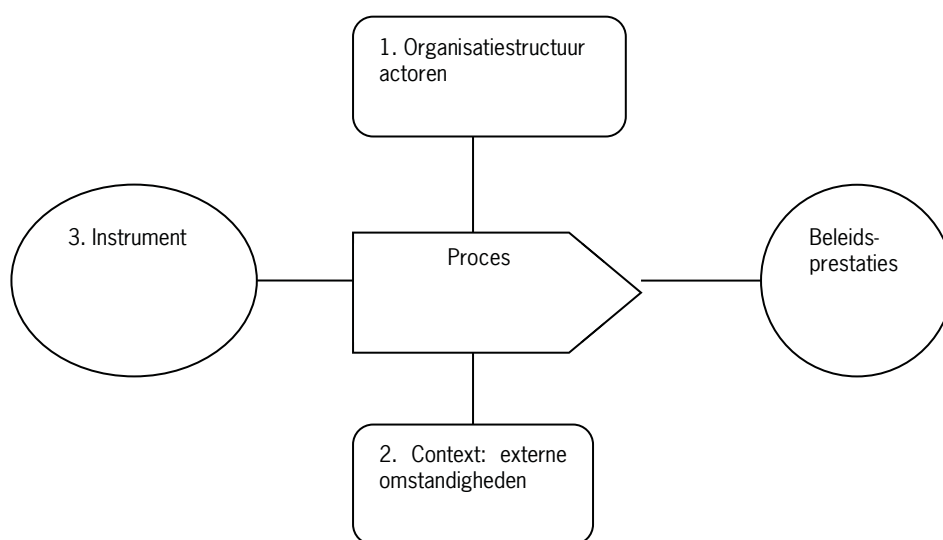 1. Organisatiestructuur
actoren
3. Instrument
Proces
Beleids-
prestaties
2. Context: externe
omstandigheden